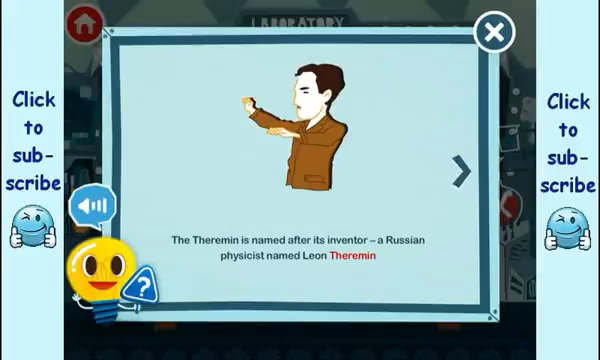 LABORATORY
Click
to
sub-
scribe
Click
to
sub-
scribe
?
The Theremin is named after its inventor – a Russian
physicist named Leon Theremin